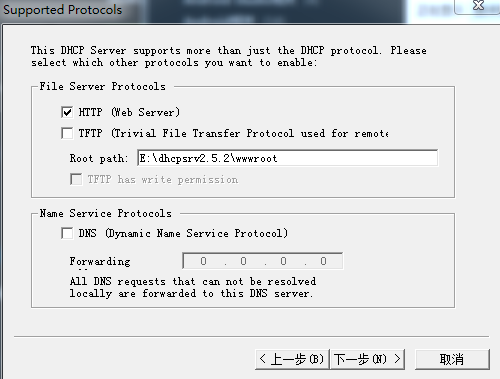 Supported Protocols
This DHCP Server supports more than just the DHCP protocol. Please
select which other protocols you want to enable:
File Server Protocols
HTTP (Web Server)
TFTP (Trivial File Transfer Protocol used for remote
Root path: E:\dhcpsrv2.5.2\wwwroot
TFTP has write permission
Name Service Protocols
DNS (Dynamic Name Service Protocol)
Forwarding 0 . 0 . 0 . 0
All DNS requests that can not be resolved
locally are forwarded to this DNS server.
< 上一步(B) 下一步(N) > 取消